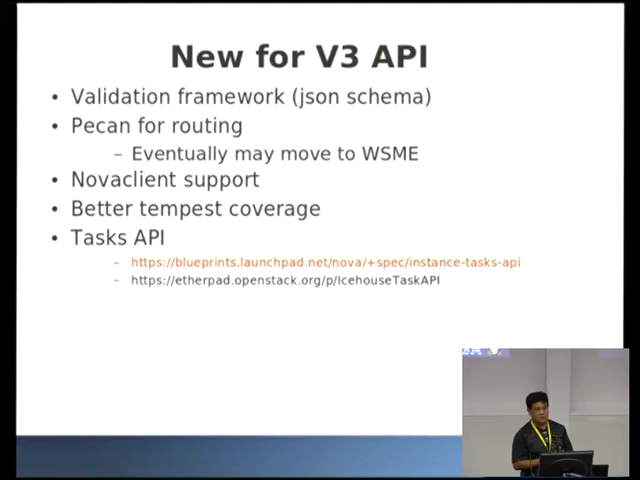 New for V3 API
• Validation framework (json schema)
• Pecan for routing
– Eventually may move to WSME
• Novaclient support
• Better tempest coverage
• Tasks API
– https://blueprints.launchpad.net/nova/+spec/instance-tasks-api
– https://etherpad.openstack.org/p/IcehouseTaskAPI